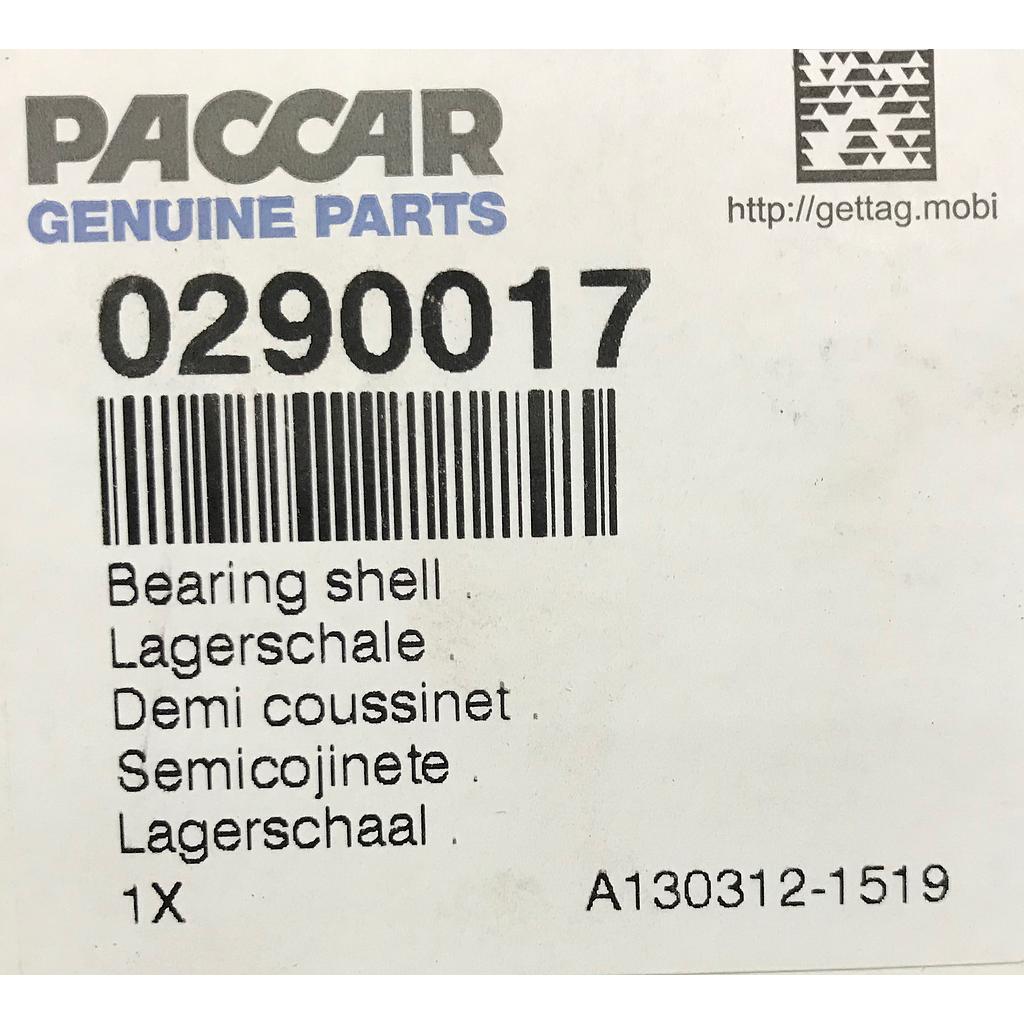 PACCAR
GENUINE PARTS
http://gettag.mobi
0290017
Bearing shell .
Lagerschale .
Demi coussinet .
Semicojinete .
Lagerschaal .
1X
A130312-1519